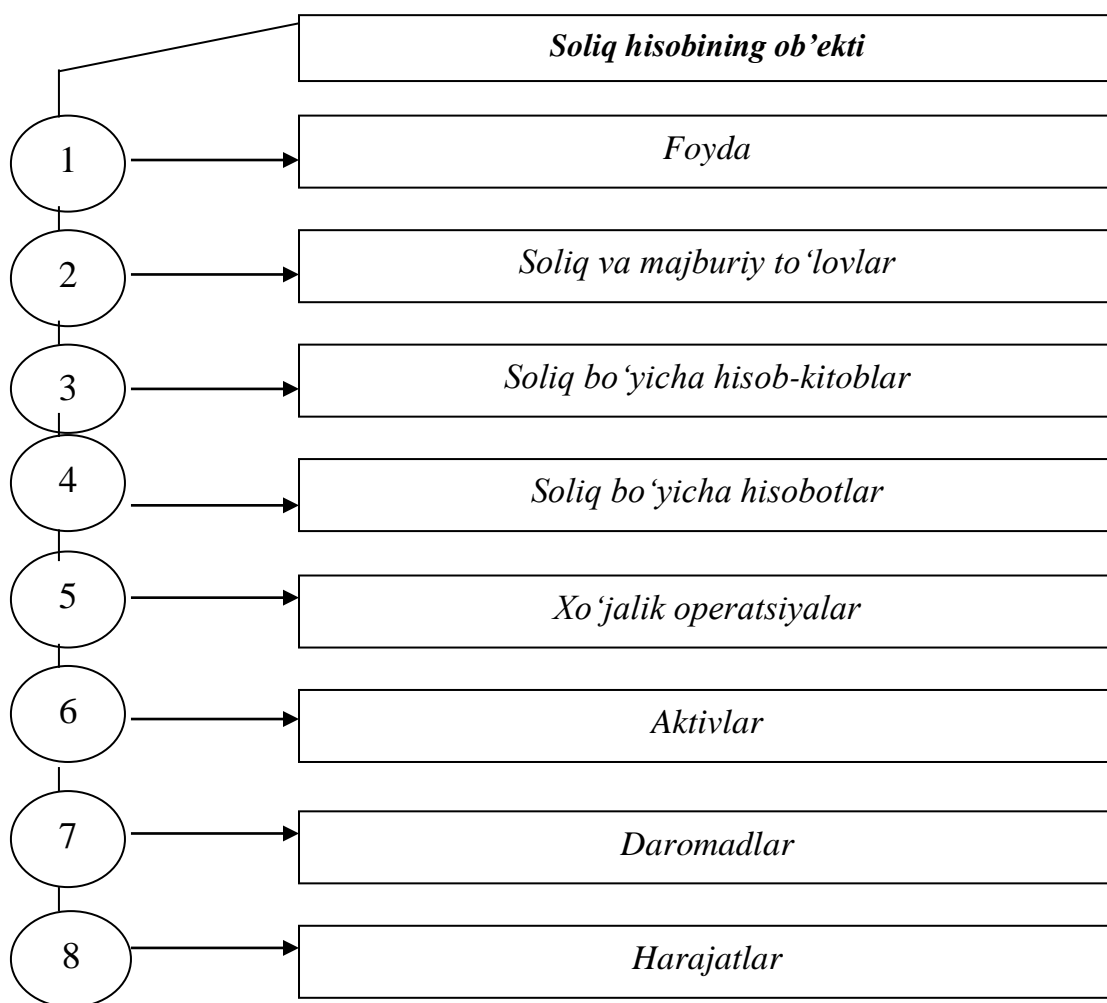 Soliq hisobining ob’ekti
1
Foyda
2
Soliq va majburiy to‘lovlar
3
Soliq bo‘yicha hisob-kitoblar
4
Soliq bo‘yicha hisobotlar
5
Xo‘jalik operatsiyalar
6
Aktivlar
7
Daromadlar
8
Harajatlar